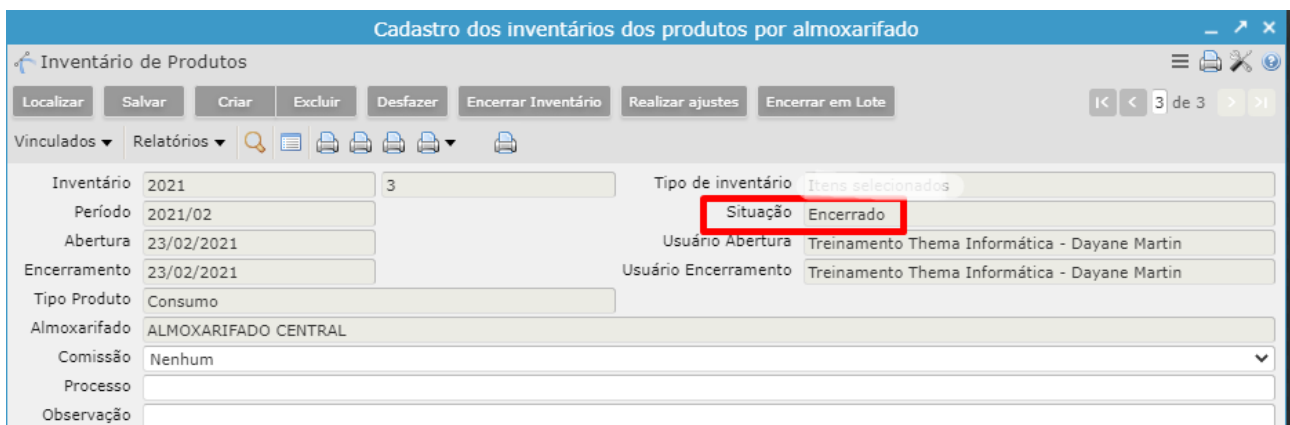 Cadastro dos inventários dos produtos por almoxarifado
Inventário de Produtos
Localizar Salvar Criar Excluir Desfazer Encerrar Inventário Realizar ajustes Encerrar em Lote 3 de 3
Vinculados Relatórios
Inventário 2021 3 Tipo de inventário Itens selecionados
Período 2021/02 Situação Encerrado
Abertura 23/02/2021 Usuário Abertura Treinamento Thema Informática - Dayane Martin
Encerramento 23/02/2021 Usuário Encerramento Treinamento Thema Informática - Dayane Martin
Tipo Produto Consumo
Almoxarifado ALMOXARIFADO CENTRAL
Comissão Nenhum
Processo
Observação